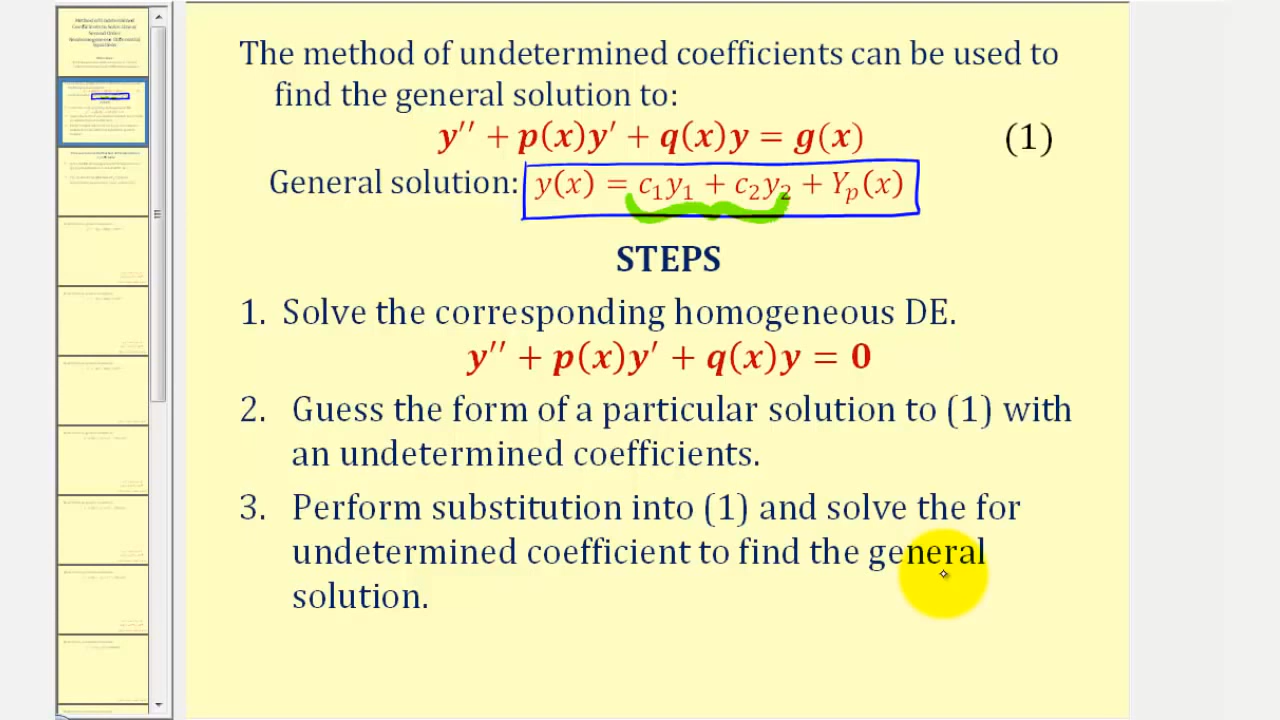 The method of undetermined coefficients can be used to
find the general solution to:
y′′ + p(x)y′ + q(x)y = g(x) (1)
General solution: y(x) = c₁y₁ + c₂y₂ + Yₚ(x)
STEPS
1. Solve the corresponding homogeneous DE.
y′′ + p(x)y′ + q(x)y = 0
2. Guess the form of a particular solution to (1) with
an undetermined coefficients.
3. Perform substitution into (1) and solve the for
undetermined coefficient to find the general
solution.